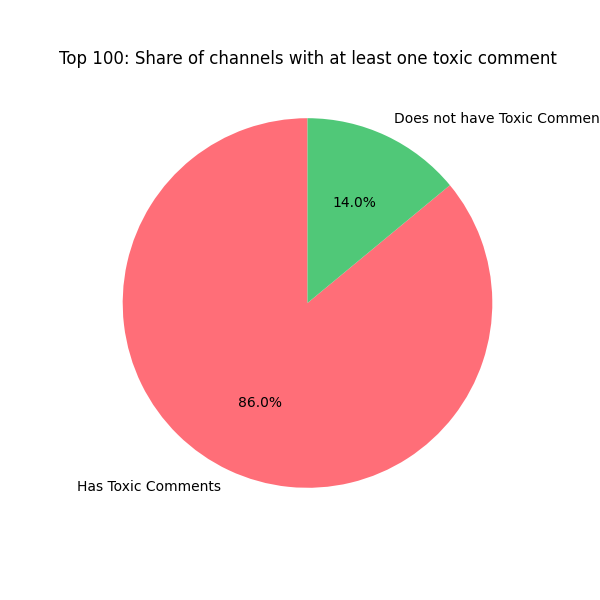 Top 100: Share of channels with at least one toxic comment
Does not have Toxic Commen
14.0%
86.0%
Has Toxic Comments